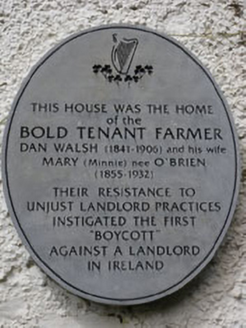 THIS HOUSE WAS THE HOME
of the
BOLD TENANT FARMER
DAN WALSH (1841-1906) and his wife
MARY (Minnie) nee O'BRIEN
(1855-1932)
THEIR RESISTANCE TO
UNJUST LANDLORD PRACTICES
INSTIGATED THE FIRST
"BOYCOTT"
AGAINST A LANDLORD
IN IRELAND